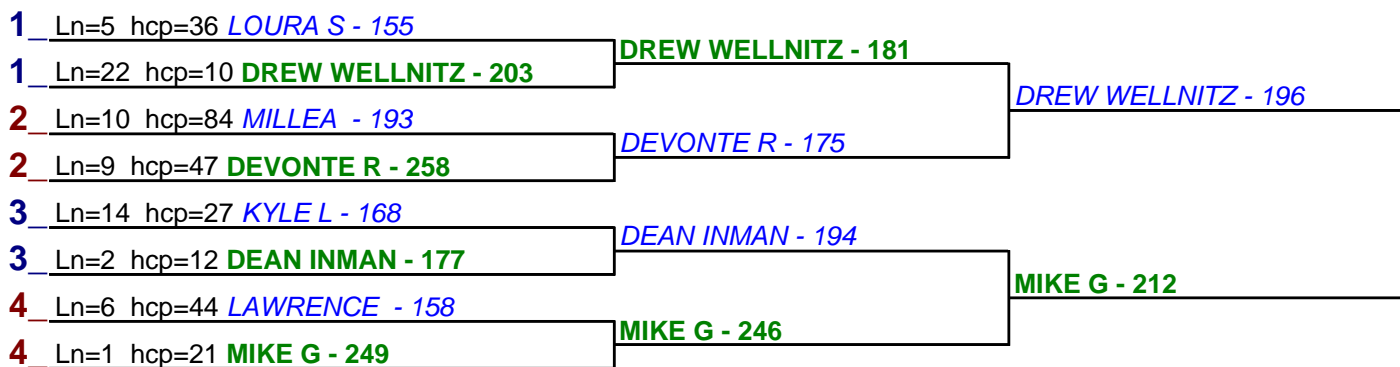 1_ Ln=5 hcp=36 LOURA S - 155
DREW WELLNITZ - 181
1_ Ln=22 hcp=10 DREW WELLNITZ - 203
DREW WELLNITZ - 196
2_ Ln=10 hcp=84 MILLEA - 193
DEVONTE R - 175
2_ Ln=9 hcp=47 DEVONTE R - 258
3_ Ln=14 hcp=27 KYLE L - 168
DEAN INMAN - 194
3_ Ln=2 hcp=12 DEAN INMAN - 177
MIKE G - 212
4_ Ln=6 hcp=44 LAWRENCE - 158
MIKE G - 246
4_ Ln=1 hcp=21 MIKE G - 249